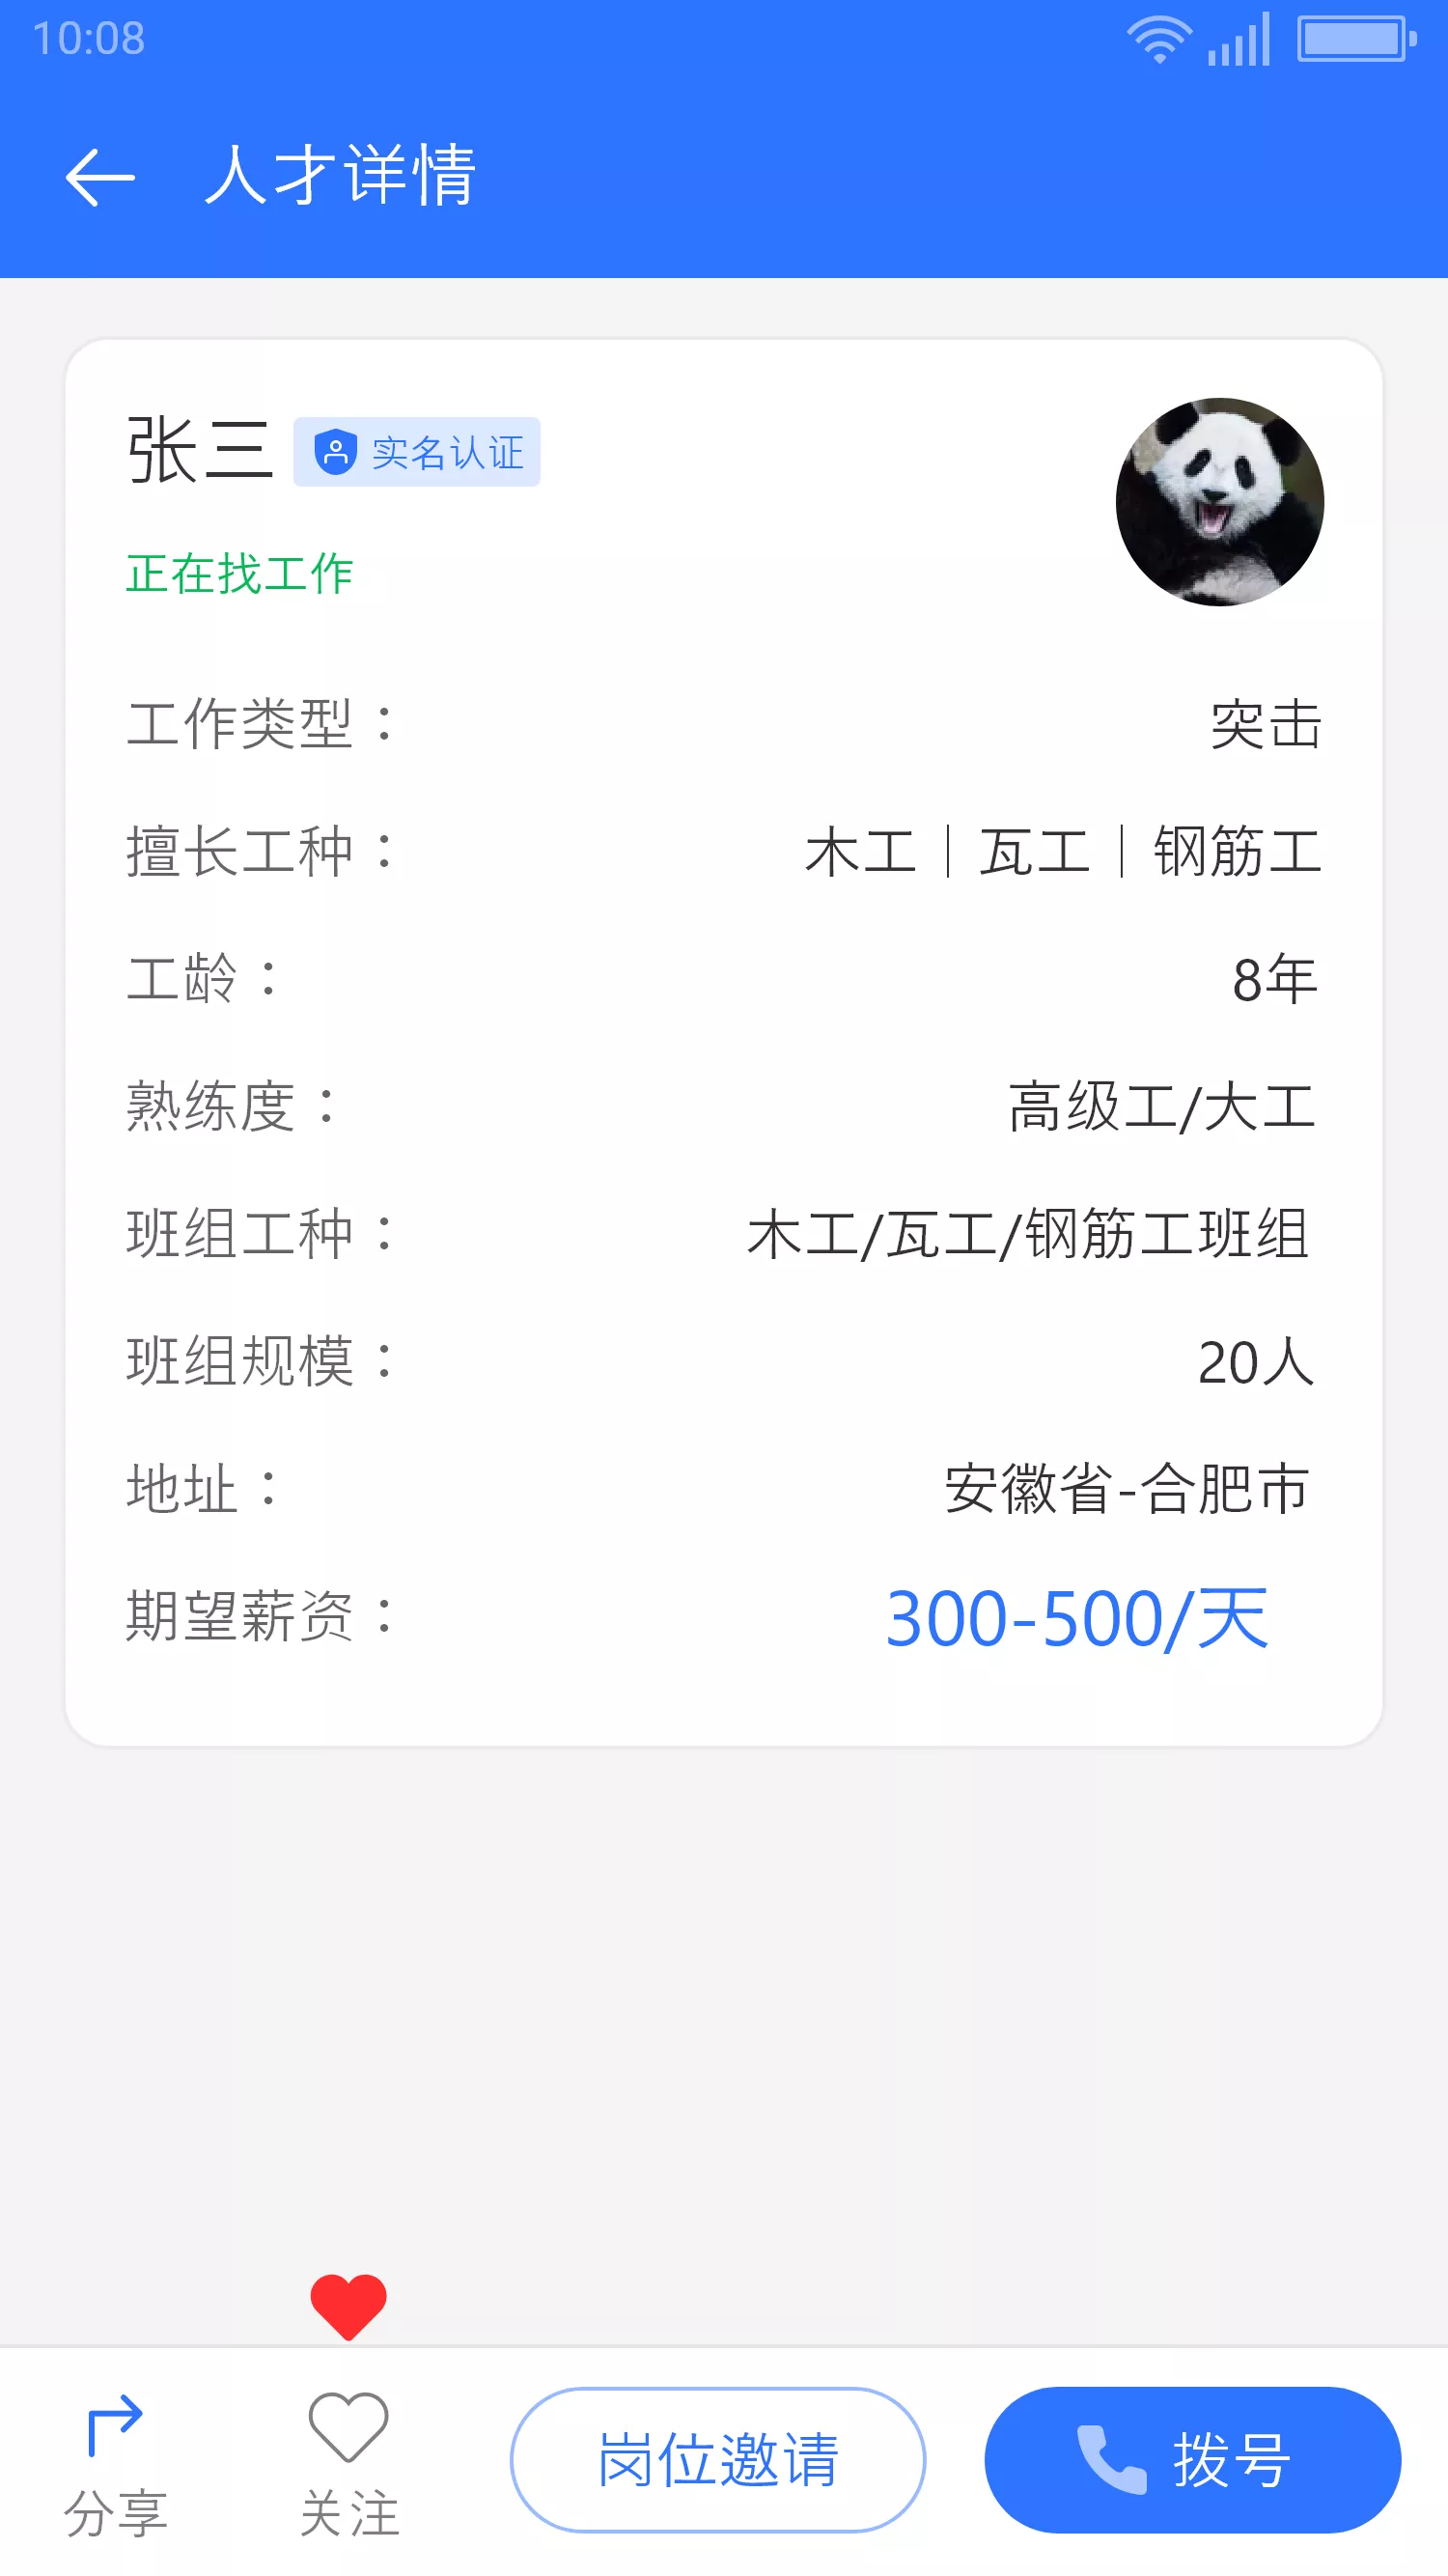 10:08
人才详情
张三 实名认证
正在找工作
工作类型： 突击
擅长工种： 木工｜瓦工｜钢筋工
工龄： 8年
熟练度： 高级工/大工
班组工种： 木工/瓦工/钢筋工班组
班组规模： 20人
地址： 安徽省-合肥市
期望薪资： 300-500/天
分享 关注 岗位邀请 拨号